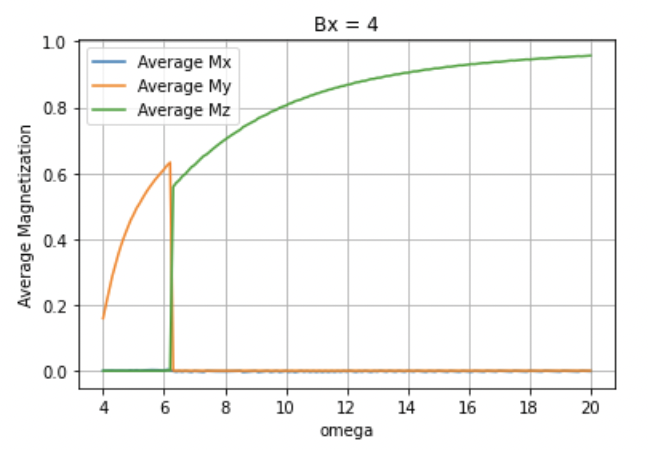 Bx = 4
Average Mx
Average My
Average Mz
Average Magnetization
1.0
0.8
0.6
0.4
0.2
0.0
4 6 8 10 12 14 16 18 20
omega